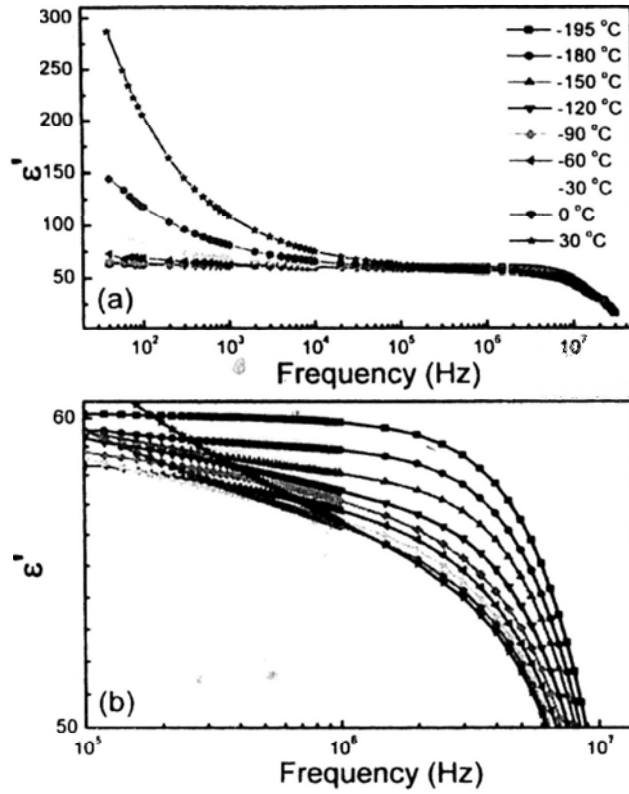 300
250
200
150
100
50
ε'
-195 °C
-180 °C
-150 °C
-120 °C
-90 °C
-60 °C
-30 °C
0 °C
30 °C
(a)
10² 10³ 10⁴ 10⁵ 10⁶ 10⁷
Frequency (Hz)
60
ε'
50
(b)
10⁵ 10⁶ 10⁷
Frequency (Hz)